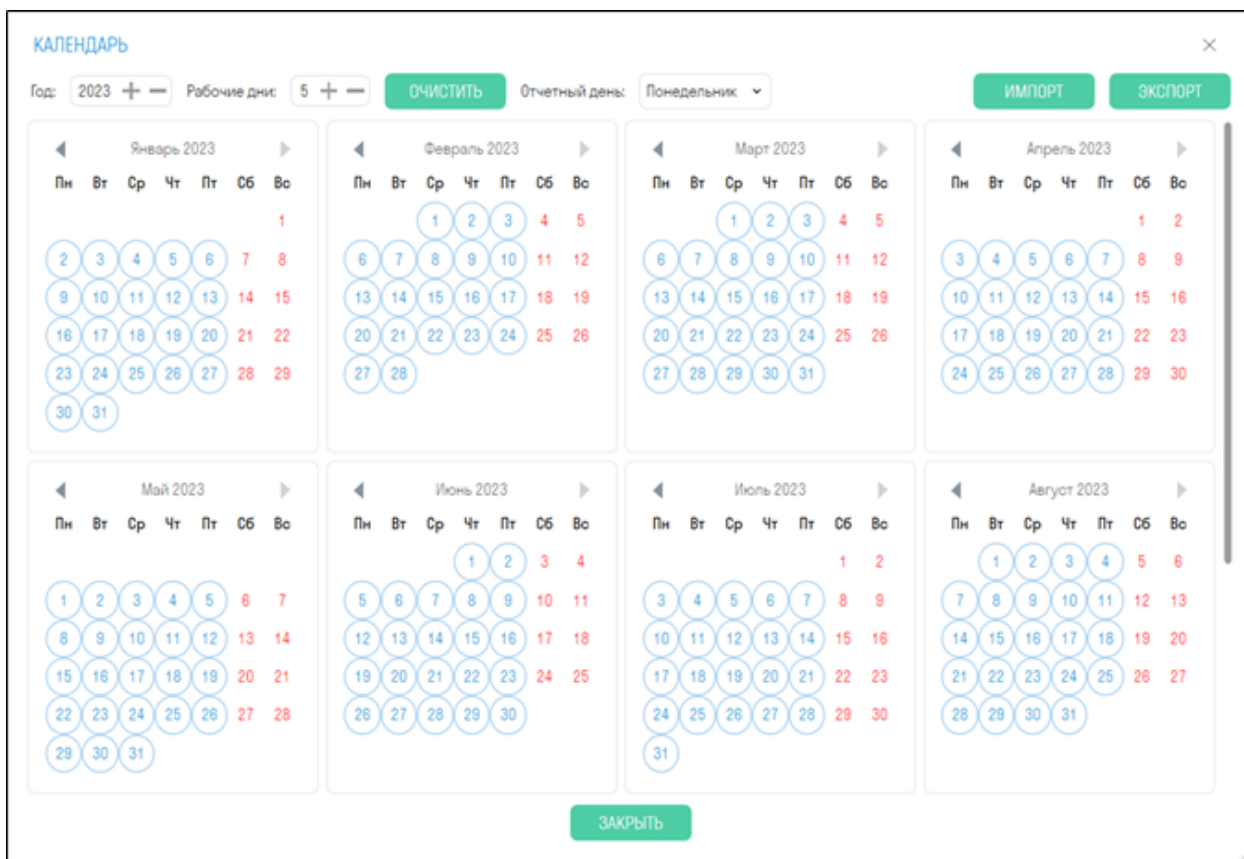 КАЛЕНДАРЬ
Год: 2023 Рабочие дни: 5 ОЧИСТИТЬ Отчетный день: Понедельник ИМПОРТ ЭКСПОРТ
Январь 2023 Февраль 2023 Март 2023 Апрель 2023
Пн Вт Ср Чт Пт Сб Вс Пн Вт Ср Чт Пт Сб Вс Пн Вт Ср Чт Пт Сб Вс Пн Вт Ср Чт Пт Сб Вс
1 1 2 3 4 5 1 2 3 4 5 1 2
2 3 4 5 6 7 8 6 7 8 9 10 11 12 6 7 8 9 10 11 12 3 4 5 6 7 8 9
9 10 11 12 13 14 15 13 14 15 16 17 18 19 13 14 15 16 17 18 19 10 11 12 13 14 15 16
16 17 18 19 20 21 22 20 21 22 23 24 25 26 20 21 22 23 24 25 26 17 18 19 20 21 22 23
23 24 25 26 27 28 29 27 28 27 28 29 30 31 24 25 26 27 28 29 30
30 31
Май 2023 Июнь 2023 Июль 2023 Август 2023
Пн Вт Ср Чт Пт Сб Вс Пн Вт Ср Чт Пт Сб Вс Пн Вт Ср Чт Пт Сб Вс Пн Вт Ср Чт Пт Сб Вс
1 2 3 4 1 2 1 2 3 4 5 6
1 2 3 4 5 6 7 5 6 7 8 9 10 11 3 4 5 6 7 8 9 7 8 9 10 11 12 13
8 9 10 11 12 13 14 12 13 14 15 16 17 18 10 11 12 13 14 15 16 14 15 16 17 18 19 20
15 16 17 18 19 20 21 19 20 21 22 23 24 25 17 18 19 20 21 22 23 21 22 23 24 25 26 27
22 23 24 25 26 27 28 26 27 28 29 30 24 25 26 27 28 29 30 28 29 30 31
29 30 31 31
ЗАКРЫТЬ